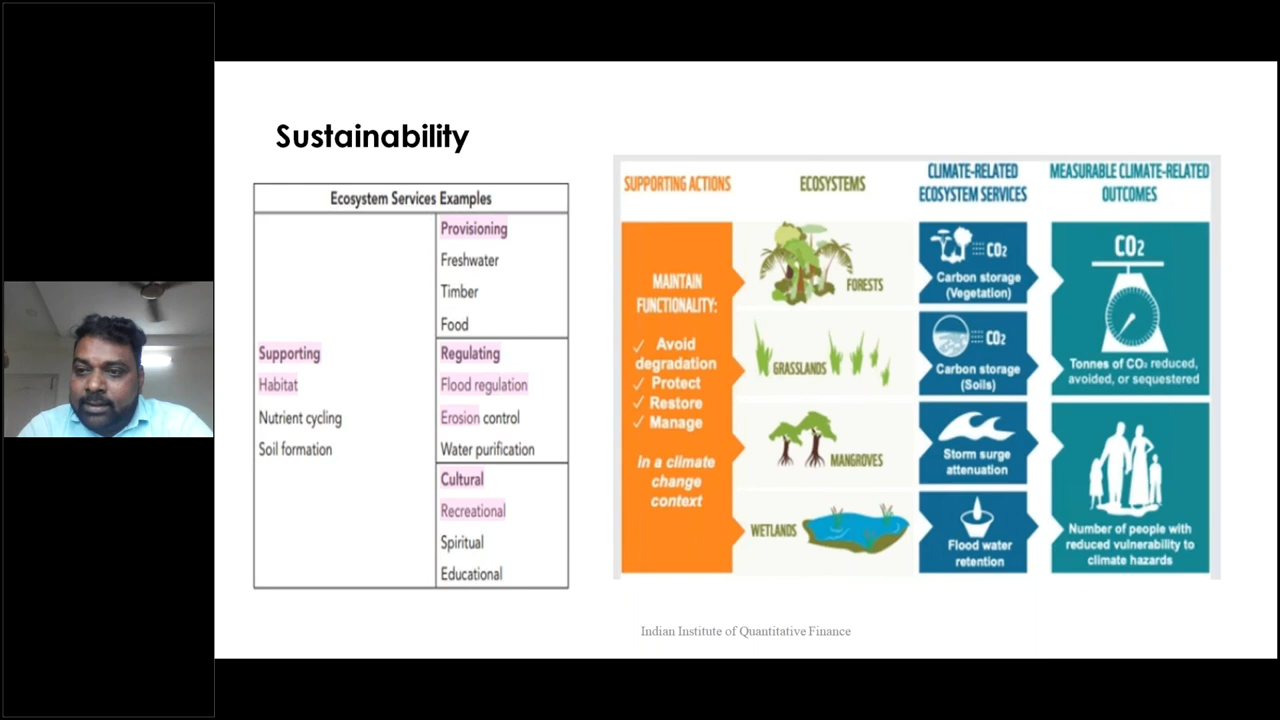 Sustainability
Ecosystem Services Examples
Supporting
Habitat
Nutrient cycling
Soil formation
Provisioning
Freshwater
Timber
Food
Regulating
Flood regulation
Erosion control
Water purification
Cultural
Recreational
Spiritual
Educational
SUPPORTING ACTIONS
MAINTAIN
FUNCTIONALITY:
✓ Avoid
degradation
✓ Protect
✓ Restore
✓ Manage
in a climate
change
context
ECOSYSTEMS
FORESTS
GRASSLANDS
MANGROVES
WETLANDS
CLIMATE-RELATED
ECOSYSTEM SERVICES
CO₂
Carbon storage
(Vegetation)
CO₂
Carbon storage
(Soils)
Storm surge
attenuation
Flood water
retention
MEASURABLE CLIMATE-RELATED
OUTCOMES
CO₂
Tonnes of CO₂ reduced,
avoided, or sequestered
Number of people with
reduced vulnerability to
climate hazards
Indian Institute of Quantitative Finance